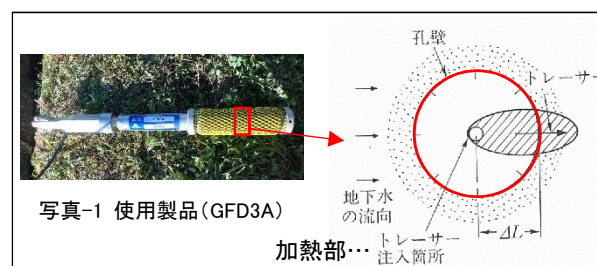 孔壁
トレーサー
地下水
の流向
トレーサー
注入箇所
ΔL
写真-1 使用製品(GFD3A)
加熱部…